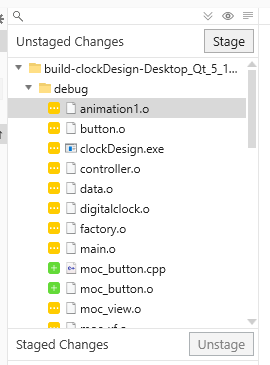 Unstaged Changes
Stage
build-clockDesign-Desktop_Qt_5_1...
debug
animation1.o
button.o
clockDesign.exe
controller.o
data.o
digitalclock.o
factory.o
main.o
moc_button.cpp
moc_button.o
moc_view.o
Staged Changes
Unstage